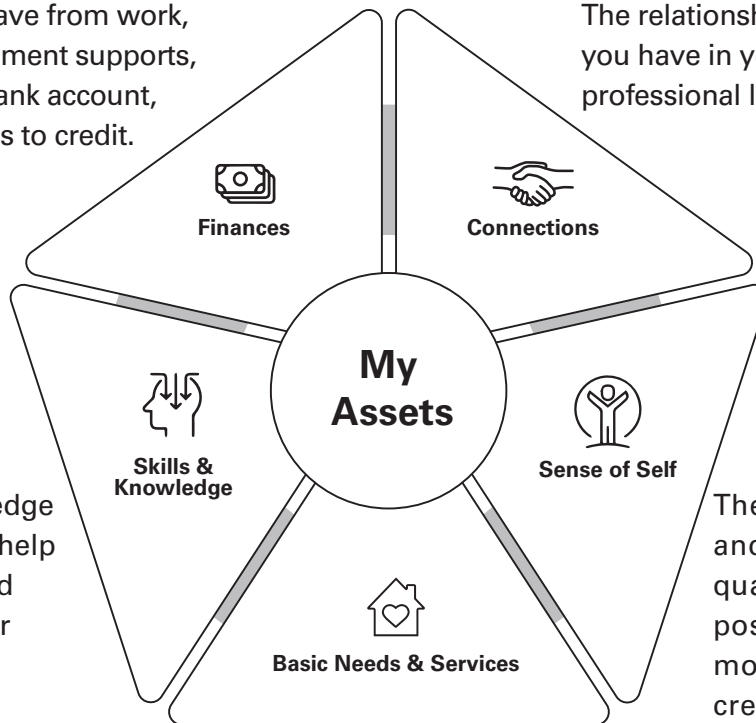 ave from work,
ment supports,
ank account,
s to credit.
The relationsh
you have in y
professional l
Finances
Connections
My
Assets
Skills &
Knowledge
Sense of Self
edge
help
d
r
The
and
qua
pos
mo
cre
Basic Needs & Services